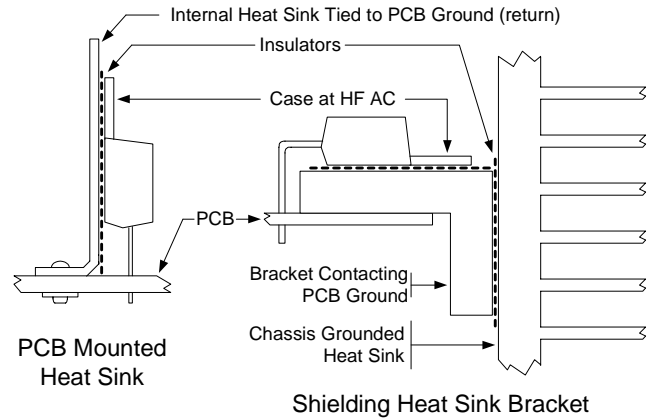 Internal Heat Sink Tied to PCB Ground (return)
Insulators
Case at HF AC
PCB
Bracket Contacting
PCB Ground
Chassis Grounded
Heat Sink
PCB Mounted
Heat Sink
Shielding Heat Sink Bracket